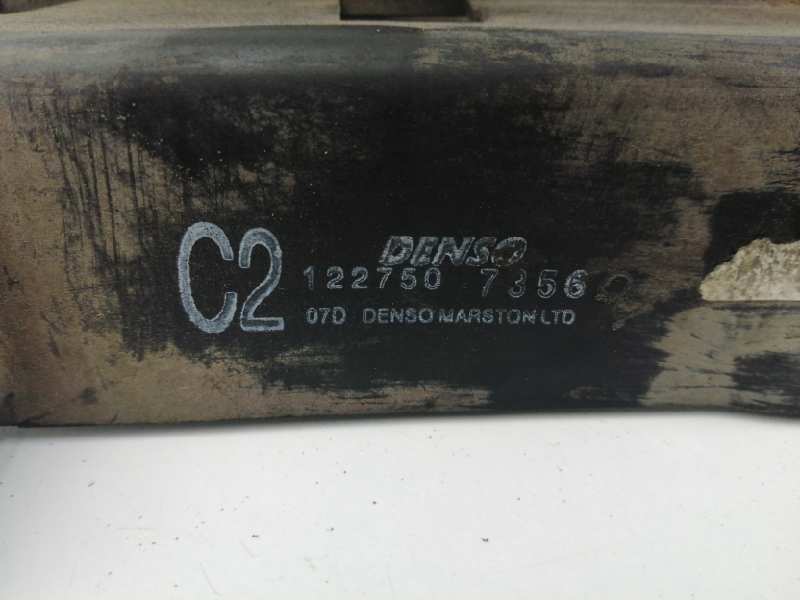 C2
DENSO
122750 7356
07D DENSO MARSTON LTD